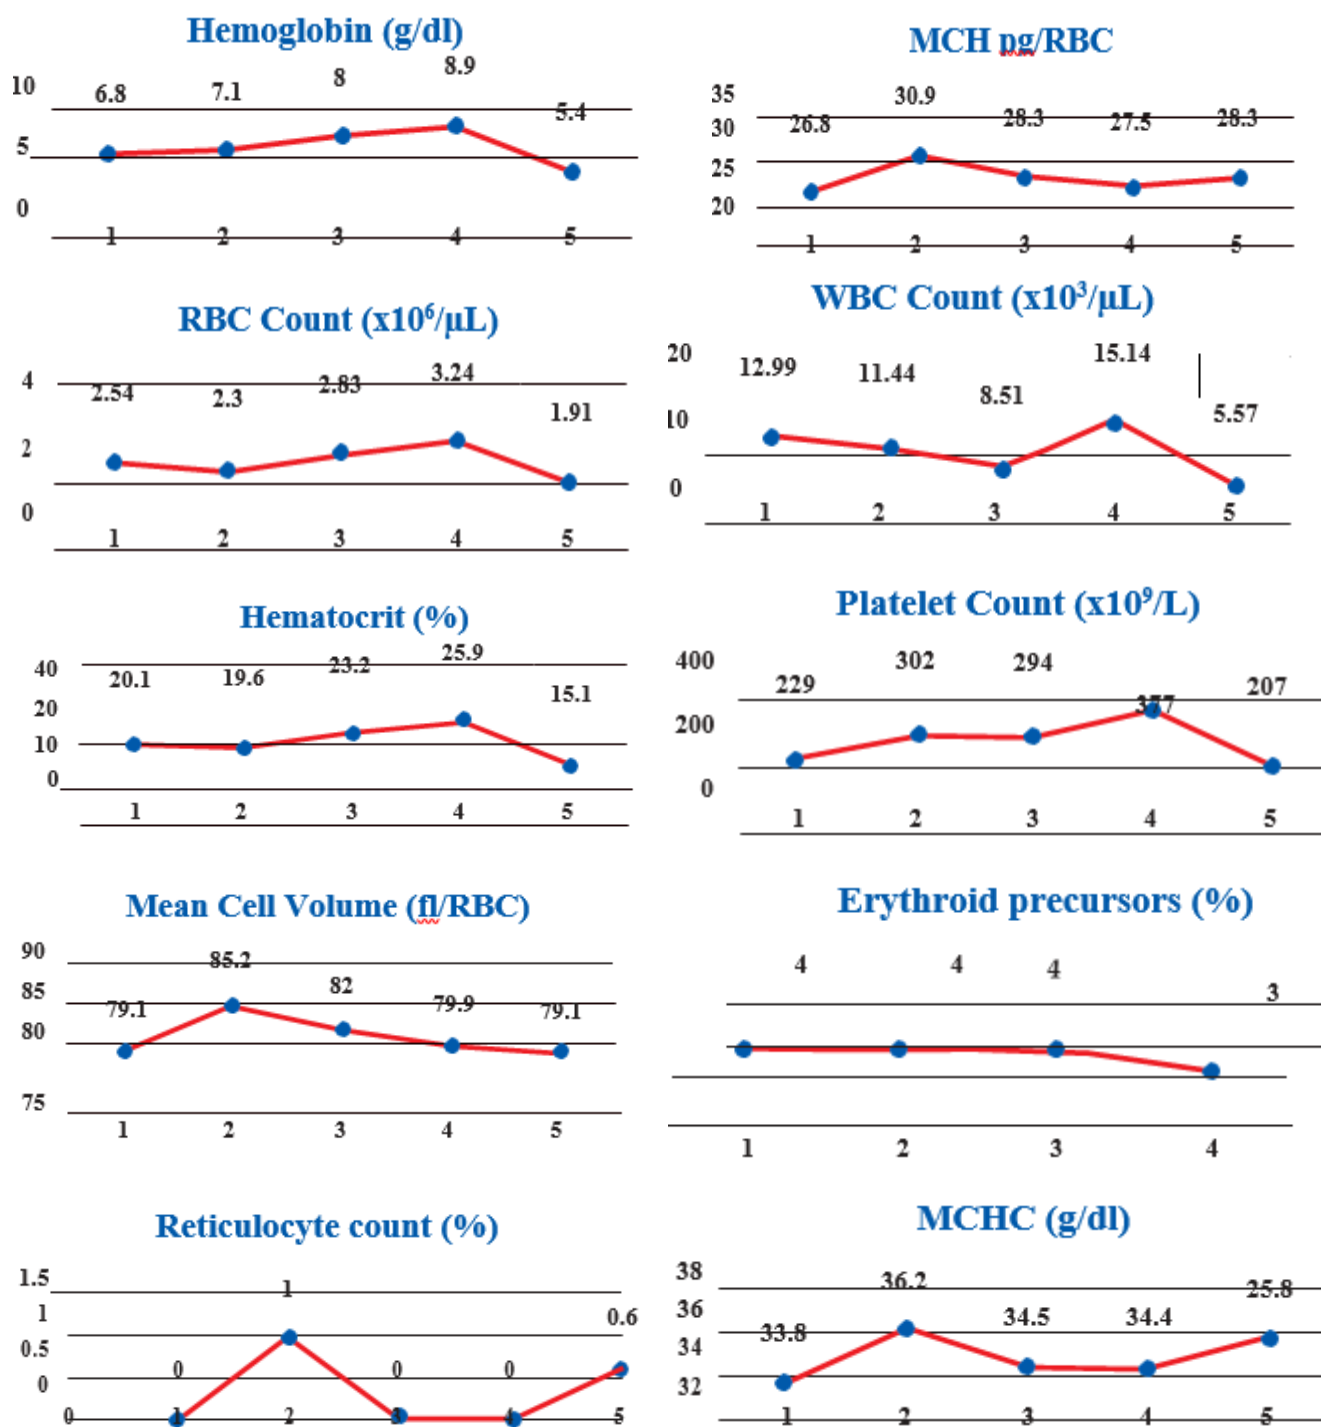 Hemoglobin (g/dl)
10
5
0
6.8 7.1 8 8.9 5.4
1 2 3 4 5
MCH pg/RBC
35
30
25
20
26.8 30.9 28.3 27.5 28.3
1 2 3 4 5
RBC Count (x10⁶/µL)
4
2
0
2.54 2.3 2.83 3.24 1.91
1 2 3 4 5
WBC Count (x10³/µL)
20
10
0
12.99 11.44 8.51 15.14 5.57
1 2 3 4 5
Hematocrit (%)
40
20
10
0
20.1 19.6 23.2 25.9 15.1
1 2 3 4 5
Platelet Count (x10⁹/L)
400
200
0
229 302 294 377 207
1 2 3 4 5
Mean Cell Volume (fl/RBC)
90
85
80
75
79.1 85.2 82 79.9 79.1
1 2 3 4 5
Erythroid precursors (%)
4 4 4 3
1 2 3 4
Reticulocyte count (%)
1.5
1
0.5
0
0 1 0 0 0.6
0 1 2 3 4 5
MCHC (g/dl)
38
36
34
32
33.8 36.2 34.5 34.4 25.8
1 2 3 4 5